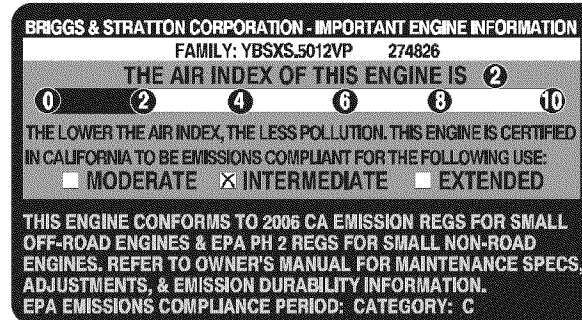 BRIGGS & STRATTON CORPORATION - IMPORTANT ENGINE INFORMATION
FAMILY: YBSXS.5012VP 274826
THE AIR INDEX OF THIS ENGINE IS 2
0 2 4 6 8 10
THE LOWER THE AIR INDEX, THE LESS POLLUTION. THIS ENGINE IS CERTIFIED
IN CALIFORNIA TO BE EMISSIONS COMPLIANT FOR THE FOLLOWING USE:
MODERATE INTERMEDIATE EXTENDED
THIS ENGINE CONFORMS TO 2006 CA EMISSION REGS FOR SMALL
OFF-ROAD ENGINES & EPA PH 2 REGS FOR SMALL NON-ROAD
ENGINES. REFER TO OWNER'S MANUAL FOR MAINTENANCE SPECS,
ADJUSTMENTS, & EMISSION DURABILITY INFORMATION.
EPA EMISSIONS COMPLIANCE PERIOD: CATEGORY: C